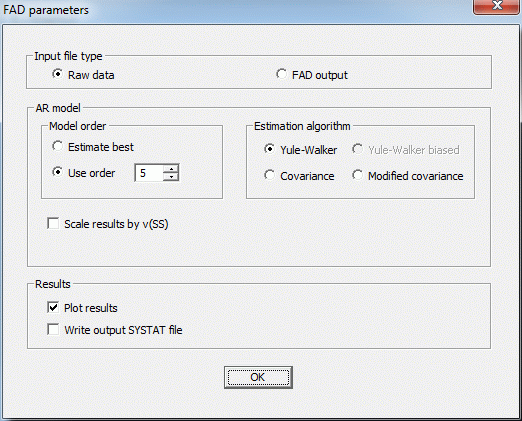 FAD parameters
Input file type
Raw data
FAD output
AR model
Model order
Estimate best
Use order 5
Estimation algorithm
Yule-Walker
Yule-Walker biased
Covariance
Modified covariance
Scale results by v(SS)
Results
Plot results
Write output SYSTAT file
OK